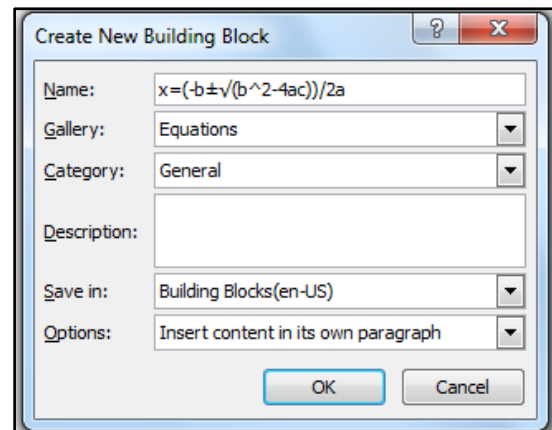 Create New Building Block
Name: x=(-b±√(b^2-4ac))/2a
Gallery: Equations
Category: General
Description:
Save in: Building Blocks(en-US)
Options: Insert content in its own paragraph
OK Cancel